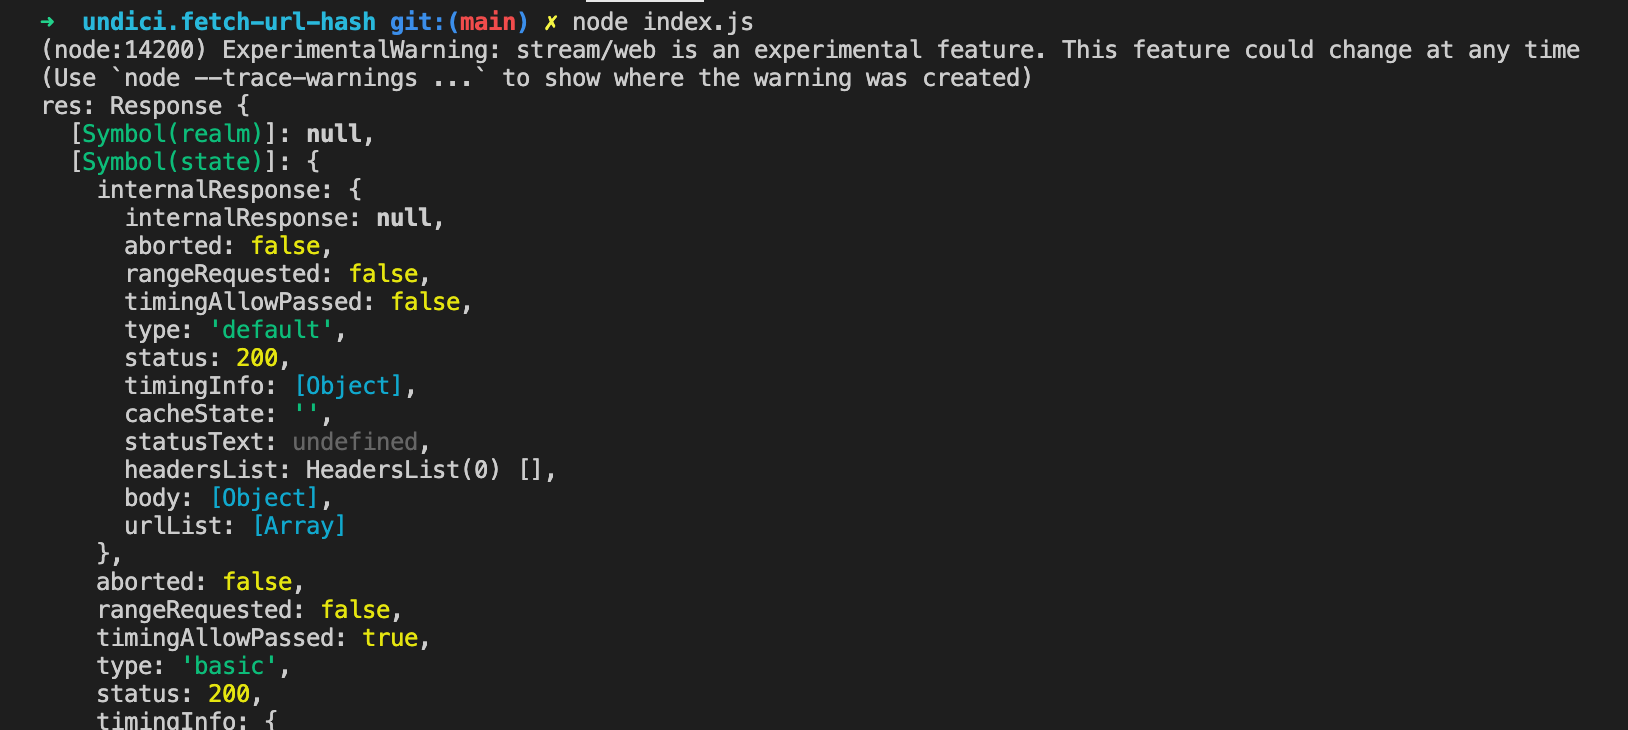 ➜  undici.fetch-url-hash git:(main) ✗ node index.js
(node:14200) ExperimentalWarning: stream/web is an experimental feature. This feature could change at any time
(Use `node --trace-warnings ...` to show where the warning was created)
res: Response {
  [Symbol(realm)]: null,
  [Symbol(state)]: {
    internalResponse: {
      internalResponse: null,
      aborted: false,
      rangeRequested: false,
      timingAllowPassed: false,
      type: 'default',
      status: 200,
      timingInfo: [Object],
      cacheState: '',
      statusText: undefined,
      headersList: HeadersList(0) [],
      body: [Object],
      urlList: [Array]
    },
    aborted: false,
    rangeRequested: false,
    timingAllowPassed: true,
    type: 'basic',
    status: 200,
    timingInfo: {